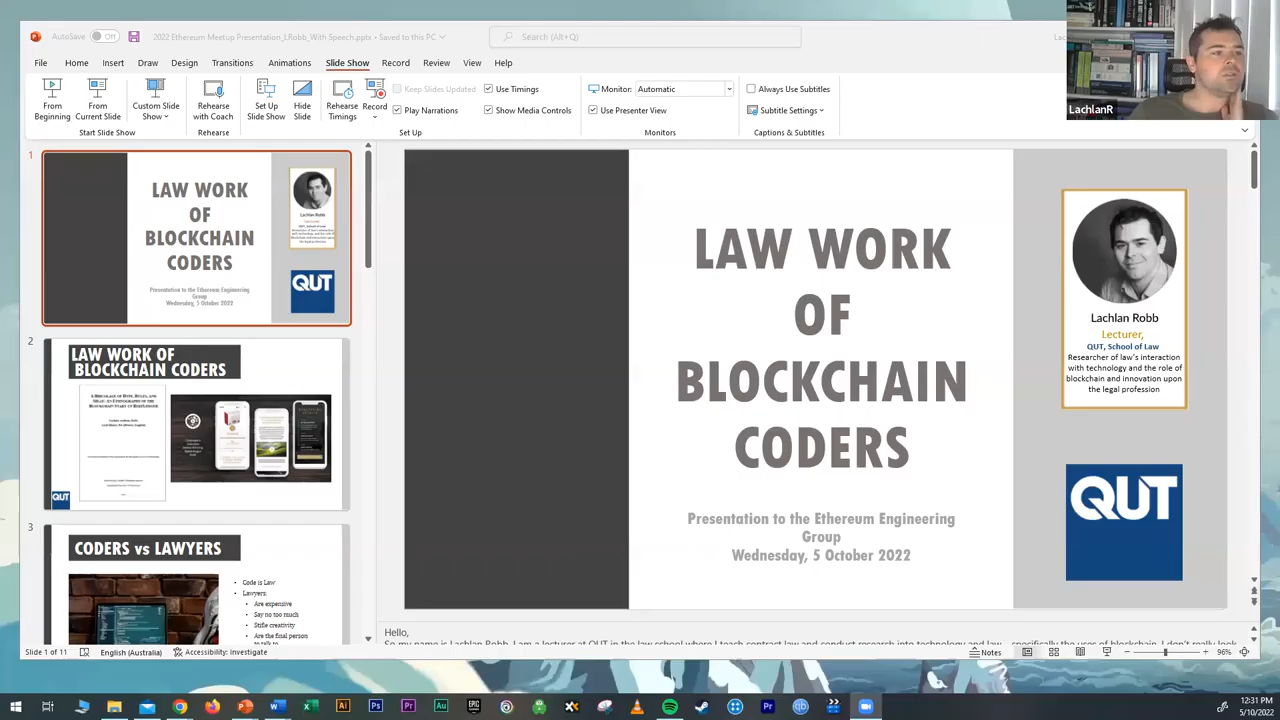 AutoSave
Off
2022 Ethereum Meetup Presentation_LRobb_With Speech.pptx • Saved to this PC
Search (Alt+Q)
LachlanR
File
Home
Insert
Draw
Design
Transitions
Animations
Slide Show
Record
Review
View
Help
From Beginning
From Current Slide
Custom Slide Show
Start Slide Show
Rehearse with Coach
Rehearse
Set Up Slide Show
Hide Slide
Rehearse Timings
Record
Keep Slides Updated
Narrations
Use Timings
Show Media Controls
Set Up
Monitor:
Automatic
Use Presenter View
Monitors
Always Use Subtitles
Subtitle Settings
Captions & Subtitles
1
LAW WORK
OF
BLOCKCHAIN
CODERS
Presentation to the Ethereum Engineering
Group
Wednesday, 5 October 2022
Lachlan Robb
QUT
2
LAW WORK OF
BLOCKCHAIN CODERS
QUT
3
CODERS vs LAWYERS
• Code is Law
• Lawyers:
• Are expensive
• Say no too much
• Stifle creativity
• Are the final person
LAW WORK
OF
BLOCKCHAIN
CODERS
Presentation to the Ethereum Engineering
Group
Wednesday, 5 October 2022
Lachlan Robb
Lecturer,
QUT, School of Law
Researcher of law's interaction
with technology and the role of
blockchain and innovation upon
the legal profession
QUT
Hello,
Slide 1 of 11
English (Australia)
Accessibility: Investigate
Notes
96%
12:31 PM
5/10/2022